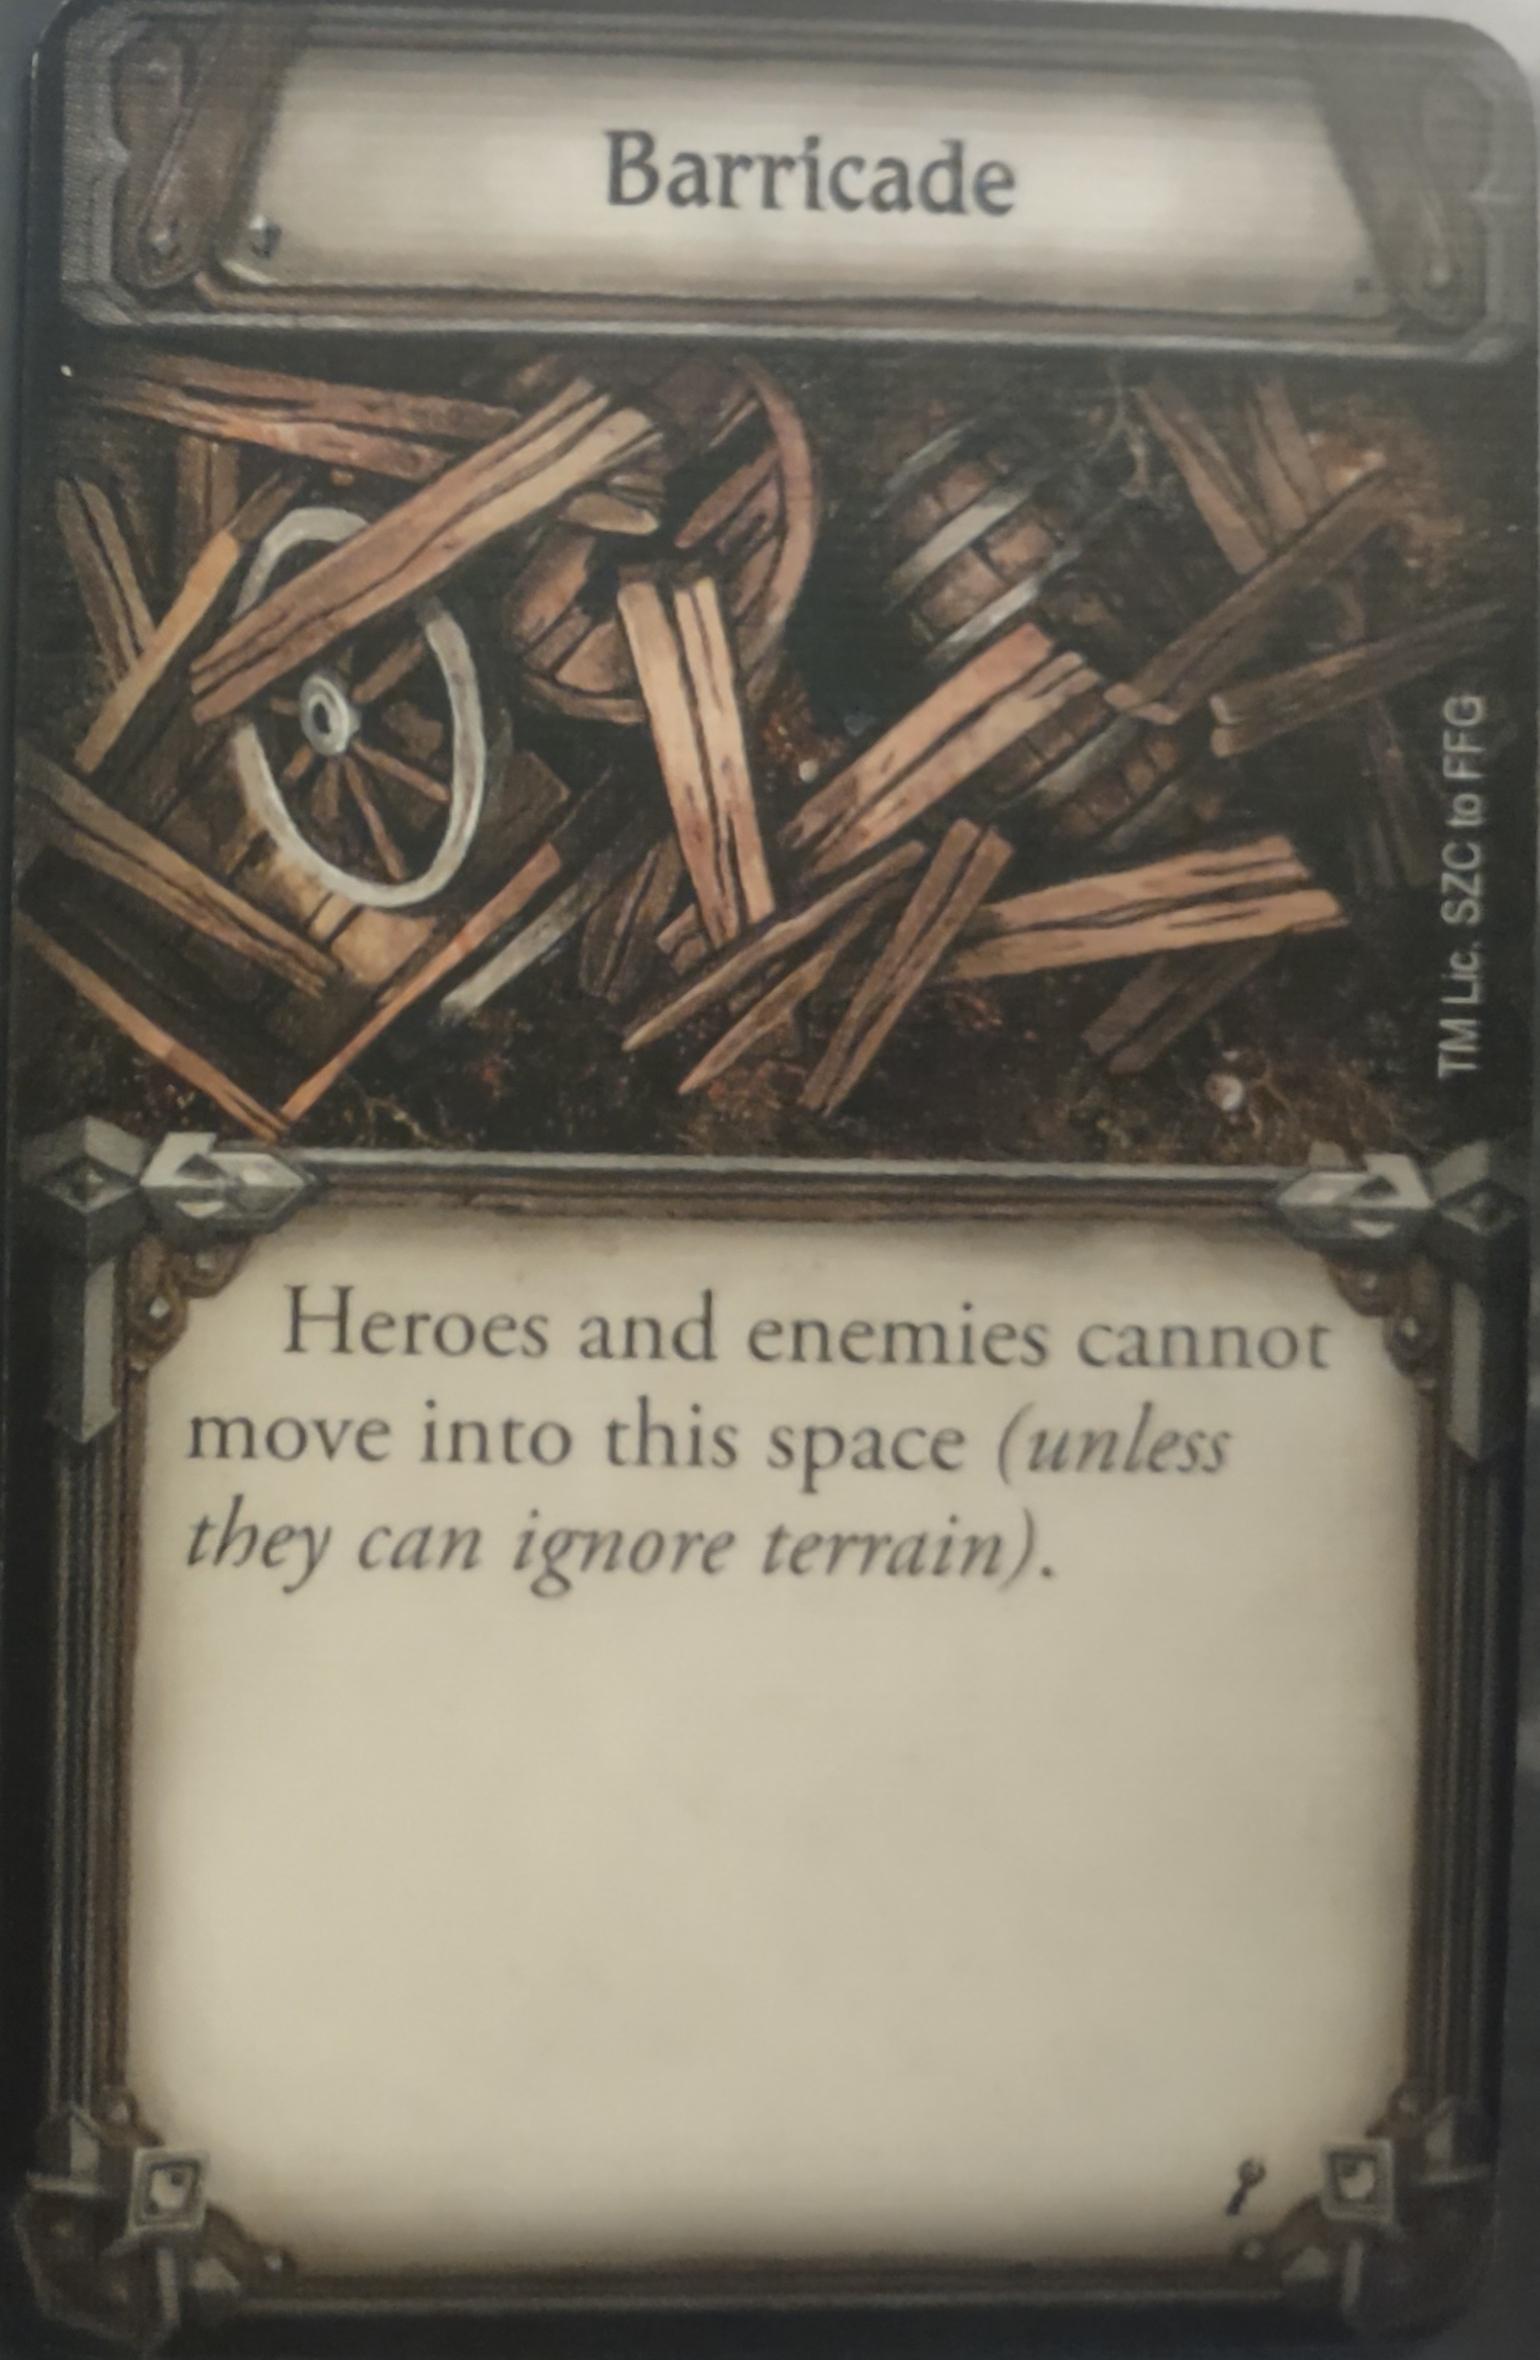 Barricade
TM Lic. SZC to FFG
Heroes and enemies cannot
move into this space (unless
they can ignore terrain).